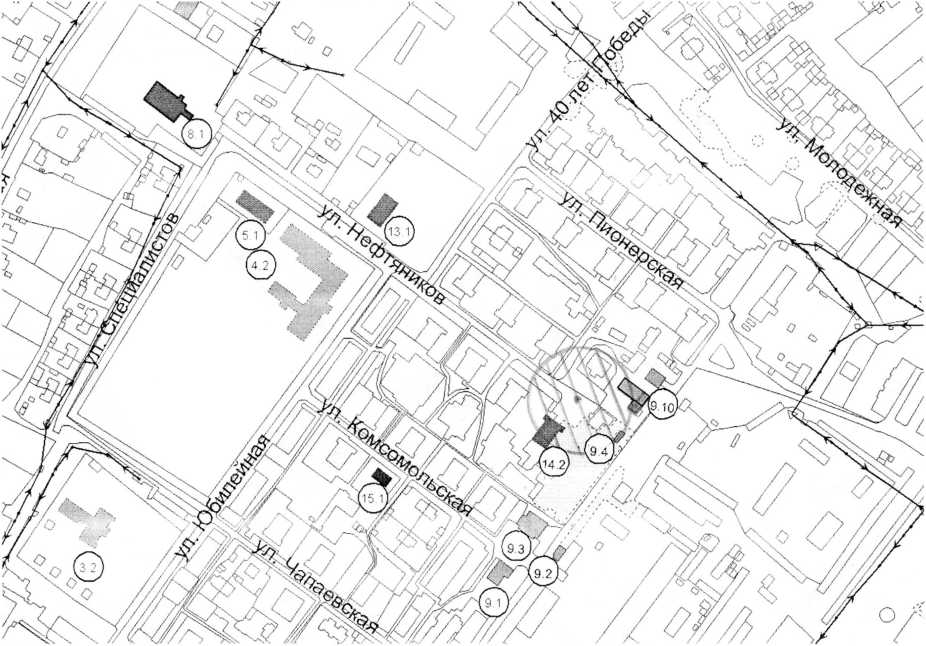 ул. 40 лет Победы
ул. Молодежная
8.1
ул. Пионерская
5.1
4.2
ул. Нефтяников
13.1
ул. Специалистов
9.10
9.4
14.2
ул. Комсомольская
15.1
ул. Юбилейная
9.3
9.2
9.1
3.2
ул. Чапаевская